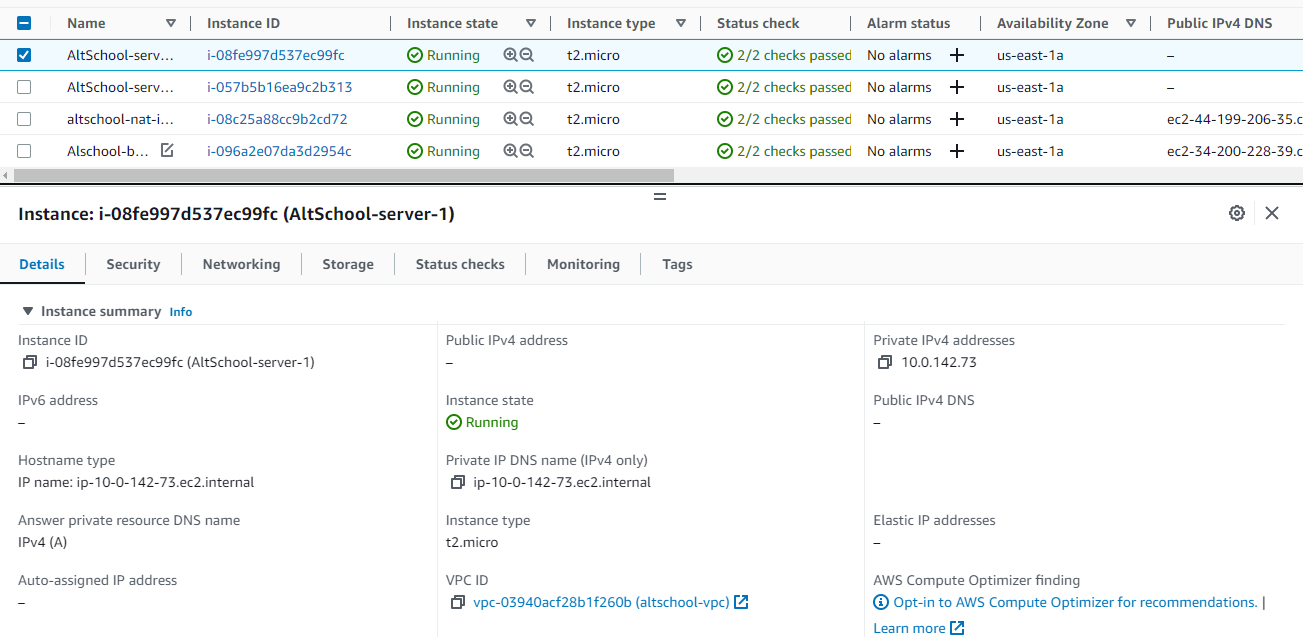 Name Instance ID Instance state Instance type Status check Alarm status Availability Zone Public IPv4 DNS
AltSchool-serv... i-08fe997d537ec99fc Running t2.micro 2/2 checks passed No alarms + us-east-1a –
AltSchool-serv... i-057b5b16ea9c2b313 Running t2.micro 2/2 checks passed No alarms + us-east-1a –
altschool-nat-i... i-08c25a88cc9b2cd72 Running t2.micro 2/2 checks passed No alarms + us-east-1a ec2-44-199-206-35.c
Alschool-b... i-096a2e07da3d2954c Running t2.micro 2/2 checks passed No alarms + us-east-1a ec2-34-200-228-39.c
Instance: i-08fe997d537ec99fc (AltSchool-server-1)
Details Security Networking Storage Status checks Monitoring Tags
Instance summary Info
Instance ID Public IPv4 address Private IPv4 addresses
i-08fe997d537ec99fc (AltSchool-server-1) – 10.0.142.73
IPv6 address Instance state Public IPv4 DNS
– Running –
Hostname type Private IP DNS name (IPv4 only)
IP name: ip-10-0-142-73.ec2.internal ip-10-0-142-73.ec2.internal
Answer private resource DNS name Instance type Elastic IP addresses
IPv4 (A) t2.micro –
Auto-assigned IP address VPC ID AWS Compute Optimizer finding
– vpc-03940acf28b1f260b (altschool-vpc) Opt-in to AWS Compute Optimizer for recommendations. |
Learn more